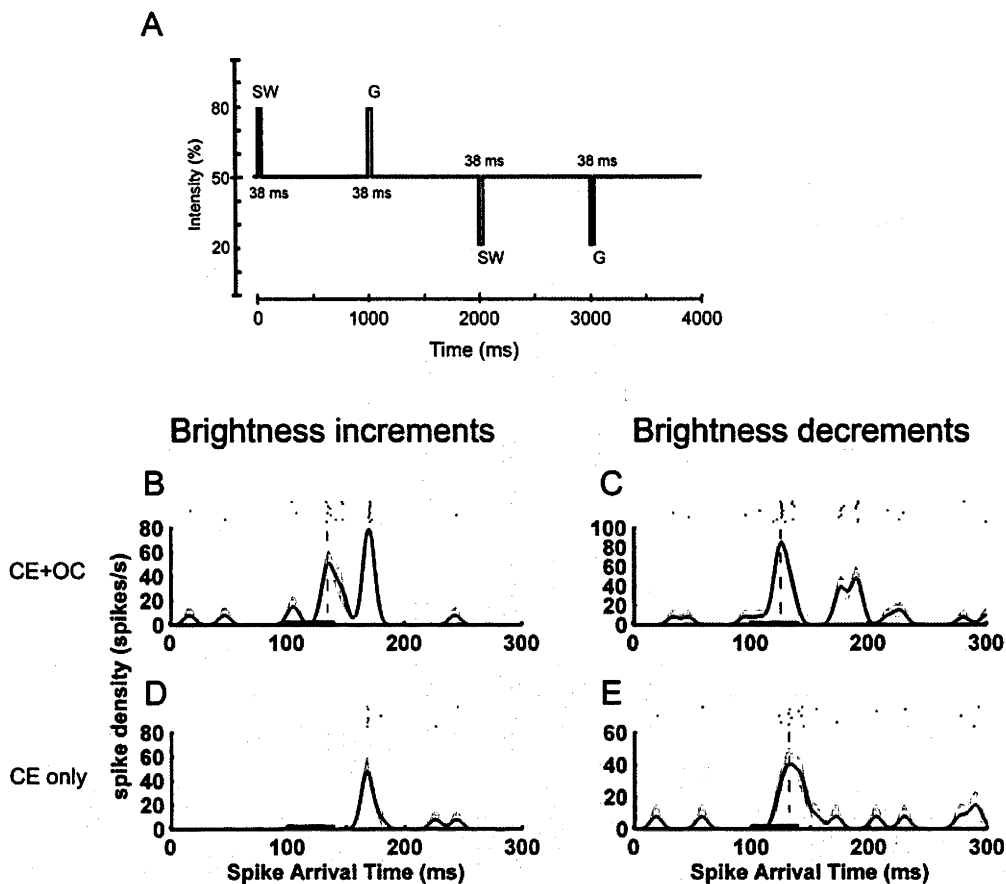 A
SW
G
80
50
20
Intensity (%)
38 ms
38 ms
38 ms
38 ms
SW
G
0
1000
2000
3000
4000
Time (ms)
Brightness increments
Brightness decrements
B
C
CE+OC
80
60
40
20
0
0
100
200
300
100
80
60
40
20
0
0
100
200
300
spike density (spikes/s)
D
E
CE only
80
60
40
20
0
0
100
200
300
Spike Arrival Time (ms)
80
60
40
20
0
0
100
200
300
Spike Arrival Time (ms)